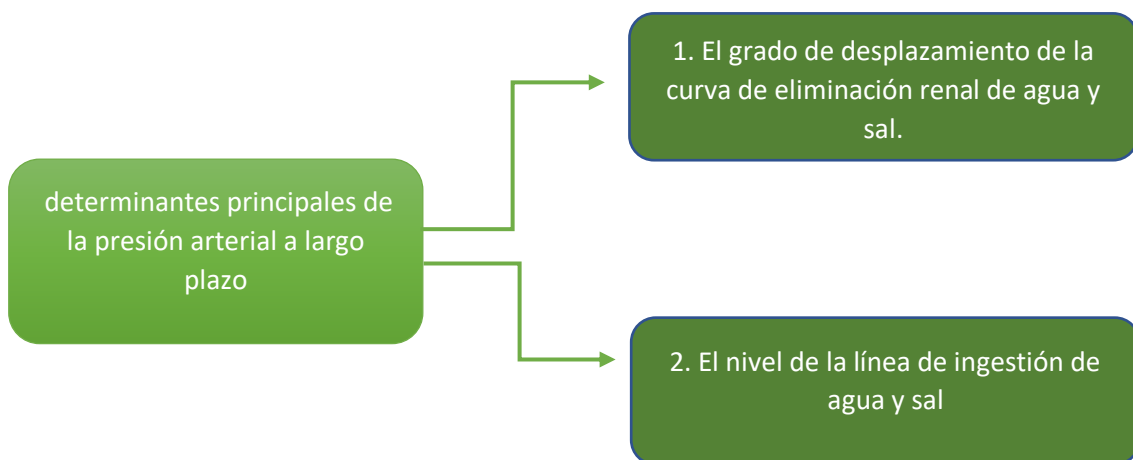 1. El grado de desplazamiento de la
curva de eliminación renal de agua y
sal.
determinantes principales de
la presión arterial a largo
plazo
2. El nivel de la línea de ingestión de
agua y sal